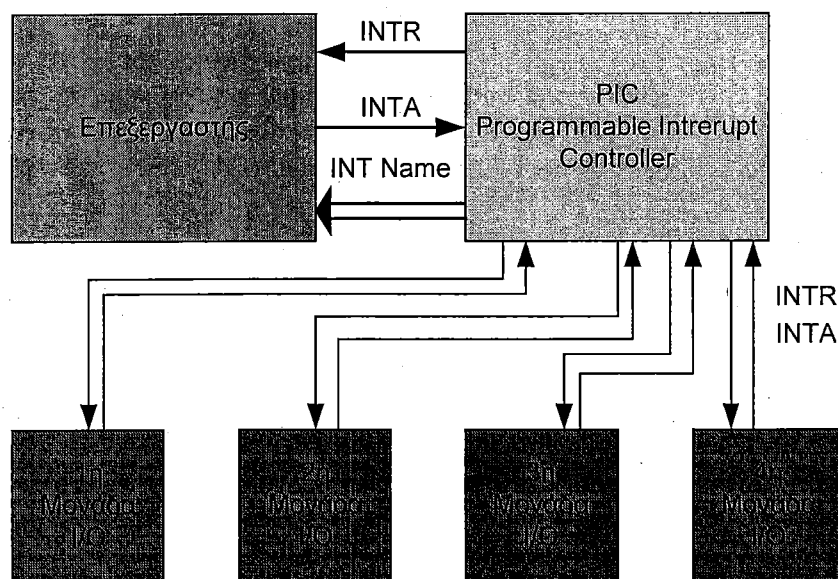 INTR
PIC
Programmable Intrerupt
Controller
Επεξεργαστής
INTA
INT Name
INTR
INTA
1η
Μονάδα
I/O
2η
Μονάδα
I/O
3η
Μονάδα
I/O
4η
Μονάδα
I/O